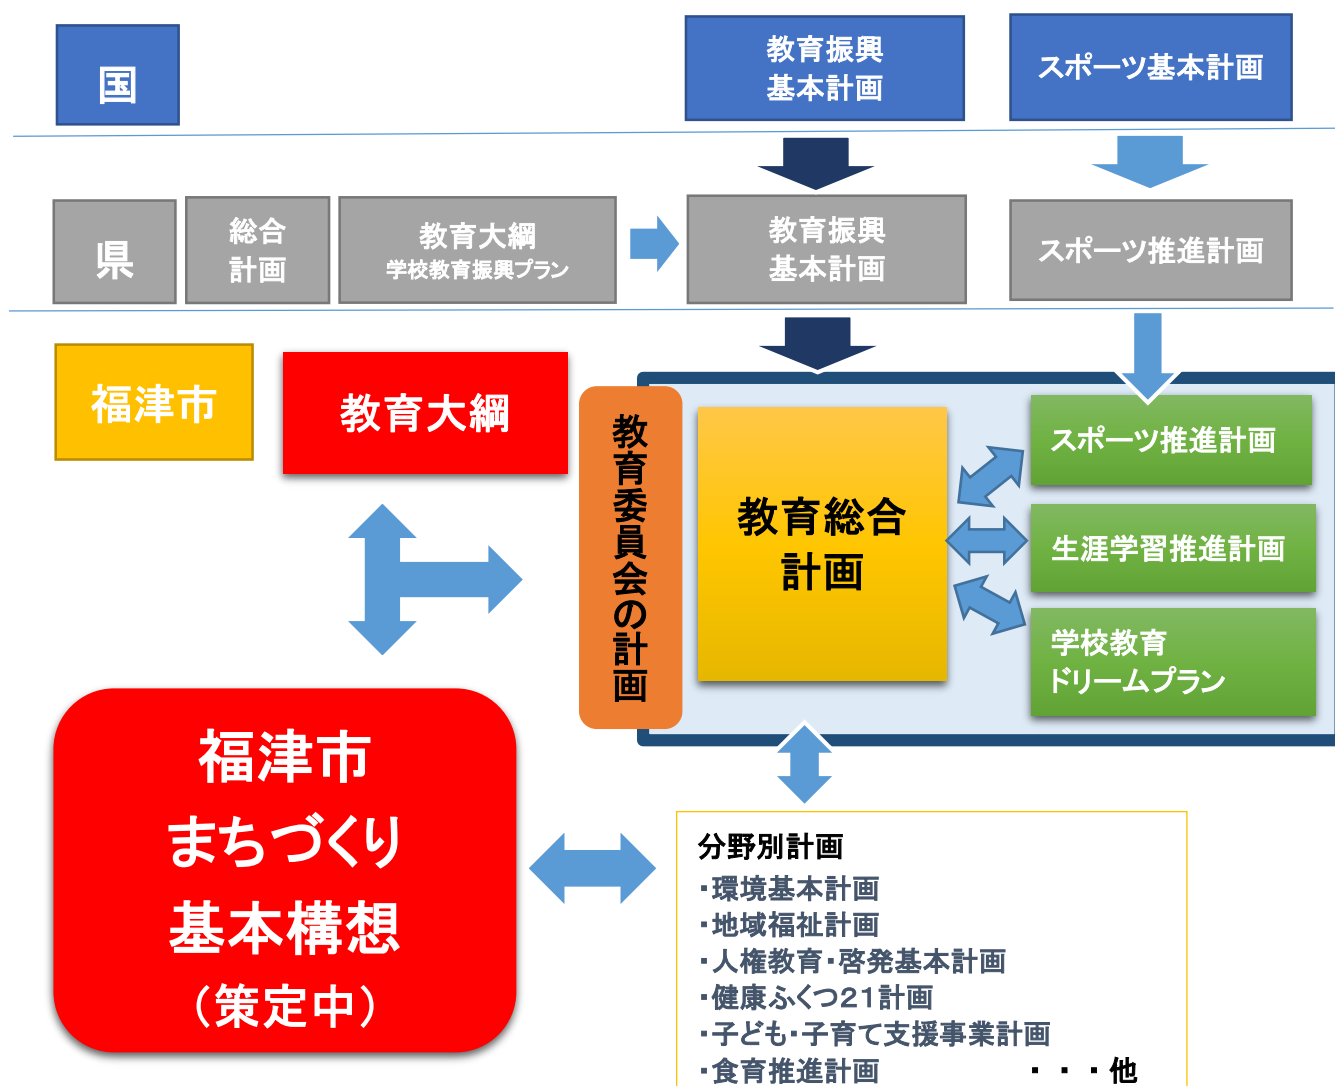 国
教育振興
基本計画
スポーツ基本計画
県
総合
計画
教育大綱
学校教育振興プラン
教育振興
基本計画
スポーツ推進計画
福津市
教育大綱
教育委員会の計画
教育総合
計画
スポーツ推進計画
生涯学習推進計画
学校教育
ドリームプラン
福津市
まちづくり
基本構想
（策定中）
分野別計画
・環境基本計画
・地域福祉計画
・人権教育・啓発基本計画
・健康ふくつ２１計画
・子ども・子育て支援事業計画
・食育推進計画　　　　　・・・他